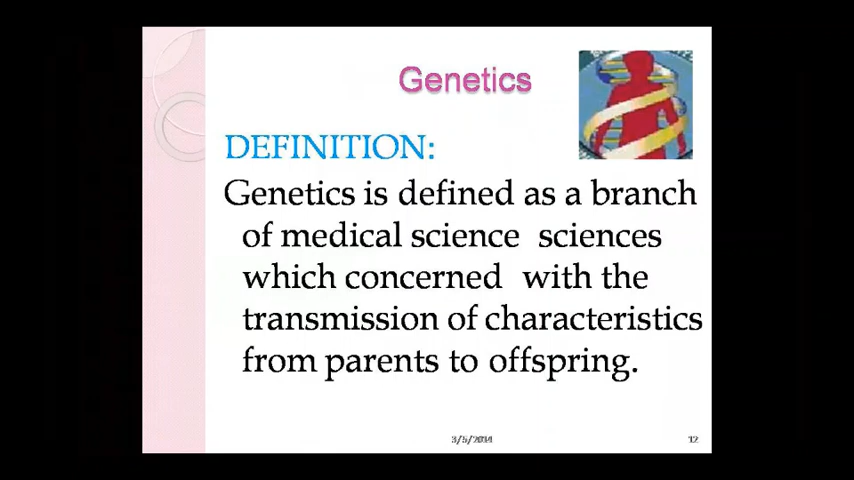 Genetics
DEFINITION:
Genetics is defined as a branch
of medical science sciences
which concerned with the
transmission of characteristics
from parents to offspring.
3/5/2014
12